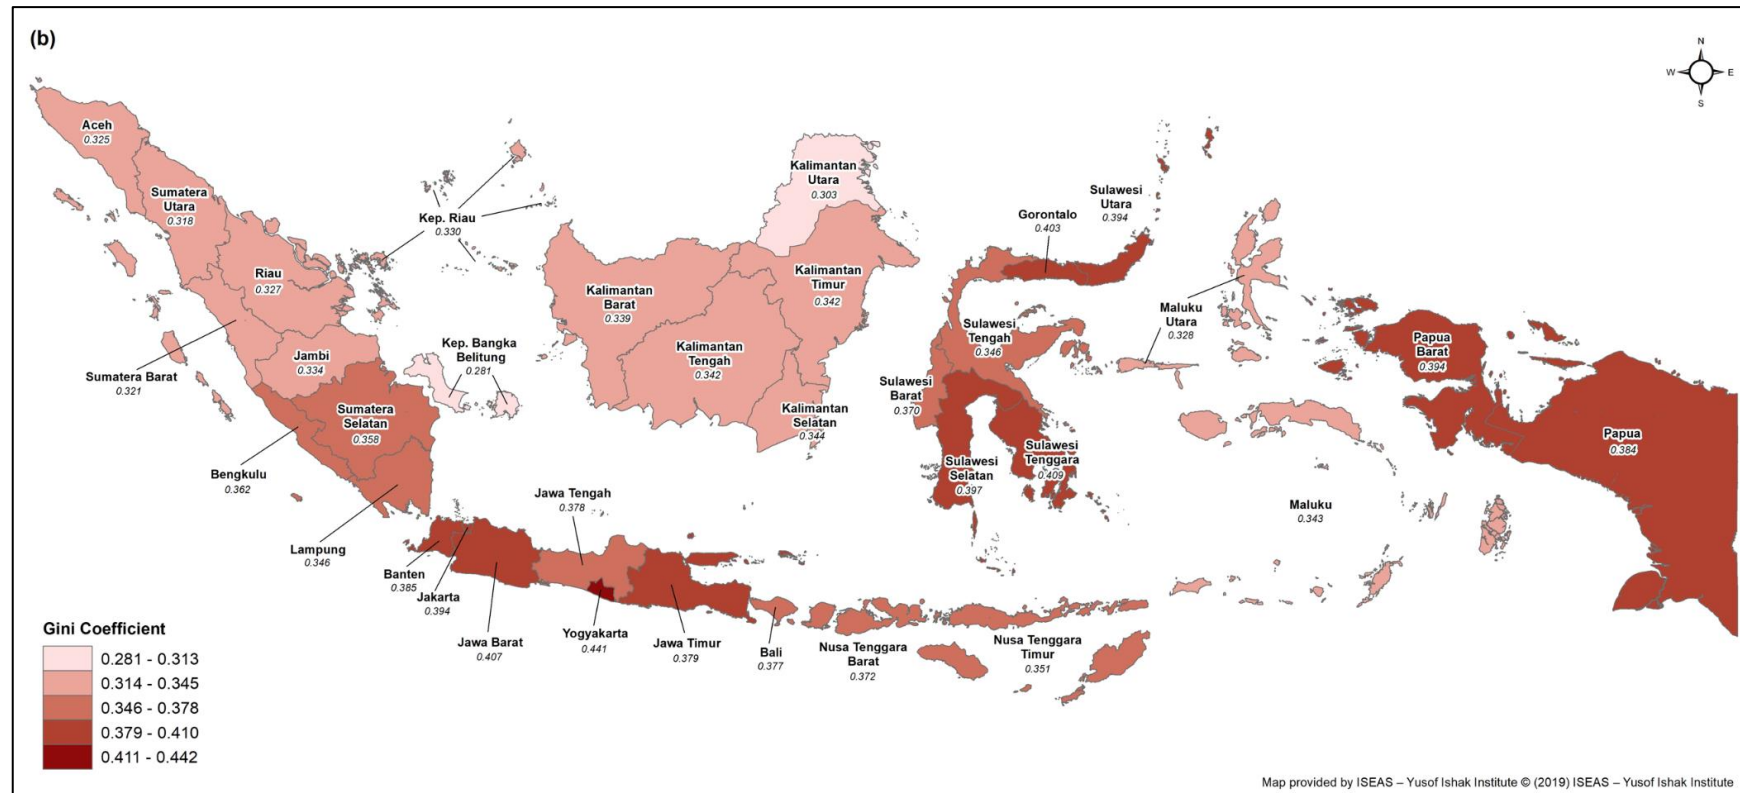 (b)
N
W
E
S
Aceh
0.325
Sumatera
Utara
0.318
Riau
0.327
Kep. Riau
0.330
Sumatera Barat
0.321
Jambi
0.334
Kep. Bangka
Belitung
0.281
Sumatera
Selatan
0.358
Bengkulu
0.362
Lampung
0.346
Kalimantan
Utara
0.303
Kalimantan
Timur
0.342
Kalimantan
Barat
0.339
Kalimantan
Tengah
0.342
Kalimantan
Selatan
0.344
Sulawesi
Utara
0.394
Gorontalo
0.403
Sulawesi
Tengah
0.346
Sulawesi
Barat
0.370
Sulawesi
Selatan
0.397
Sulawesi
Tenggara
0.409
Maluku
Utara
0.328
Maluku
0.343
Papua
Barat
0.394
Papua
0.384
Banten
0.385
Jakarta
0.394
Jawa Barat
0.407
Jawa Tengah
0.378
Yogyakarta
0.441
Jawa Timur
0.379
Bali
0.377
Nusa Tenggara
Barat
0.372
Nusa Tenggara
Timur
0.351
Gini Coefficient
0.281 - 0.313
0.314 - 0.345
0.346 - 0.378
0.379 - 0.410
0.411 - 0.442
Map provided by ISEAS – Yusof Ishak Institute © (2019) ISEAS – Yusof Ishak Institute